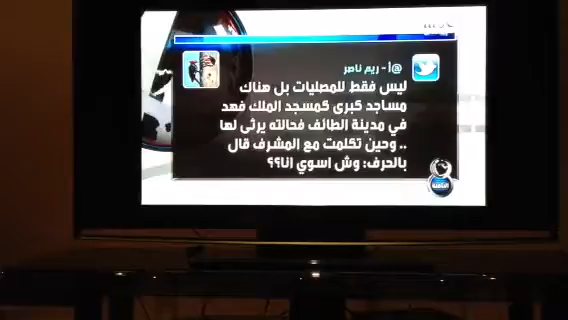 @أ - ريم ناصر
ليس فقط للمصليات بل هناك
مساجد كبرى كمسجد الملك فهد
في مدينة الطائف فحالته يرثى لها
.. وحين تكلمت مع المشرف قال
بالحرف: وش اسوي انا؟؟
الثامنة